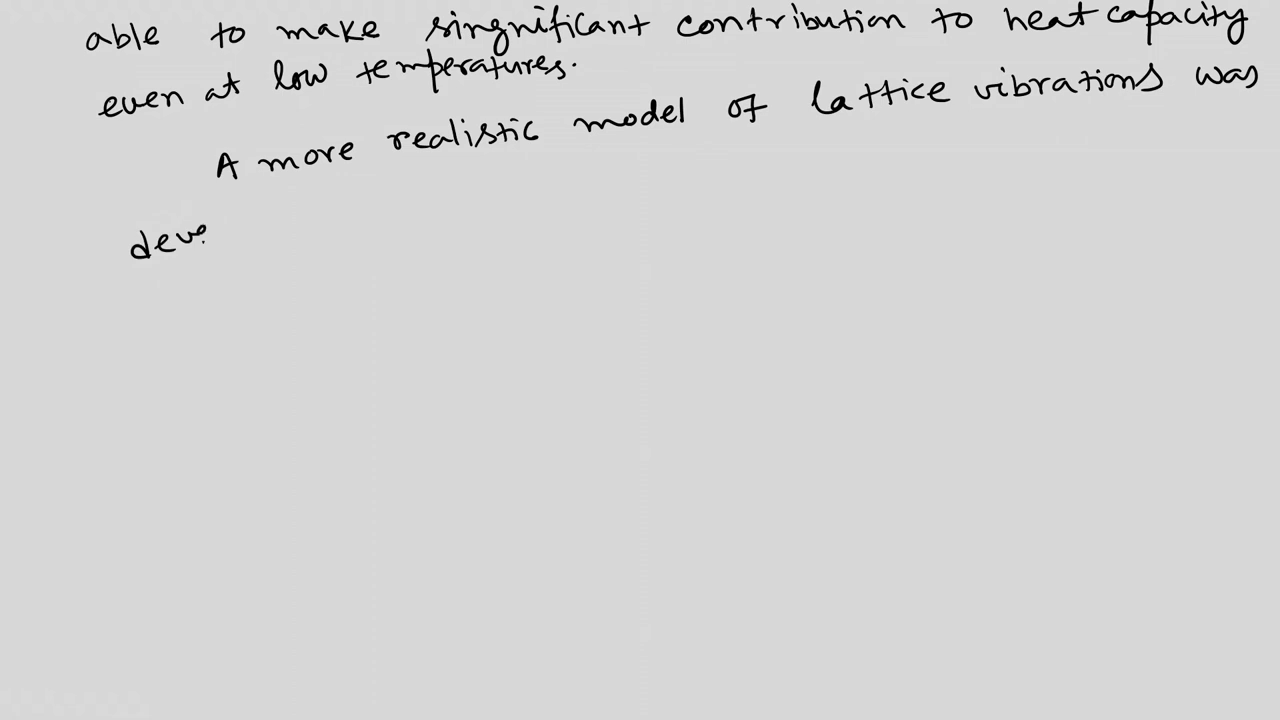 able to make singnificant contribution to heat capacity
even at low temperatures.
A more realistic model of lattice vibrations was
deve